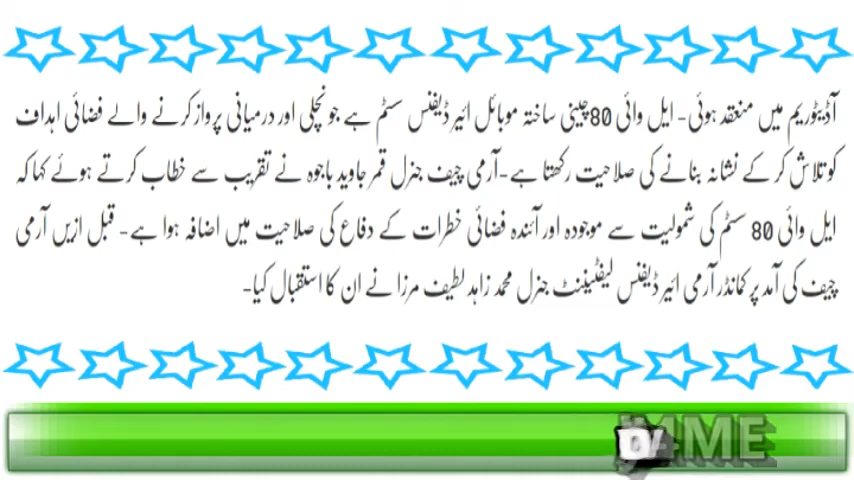 آڈیٹوریم میں منعقد ہوئی- ایل وائی 80چینی ساختہ موبائل ائیر ڈیفنس سسٹم ہے جو نچلی اور درمیانی پرواز کرنے والے فضائی اہداف
کو تلاش کر کے نشانہ بنانے کی صلاحیت رکھتا ہے-آرمی چیف جنرل قمر جاوید باجوہ نے تقریب سے خطاب کرتے ہوئے کہا کہ
ایل وائی 80 سسٹم کی شمولیت سے موجودہ اور آئندہ فضائی خطرات کے دفاع کی صلاحیت میں اضافہ ہوا ہے- قبل ازیں آرمی
چیف کی آمد پر کمانڈر آرمی ائیر ڈیفنس لیفٹیننٹ جنرل محمد زاہد لطیف مرزا نے ان کا استقبال کیا-